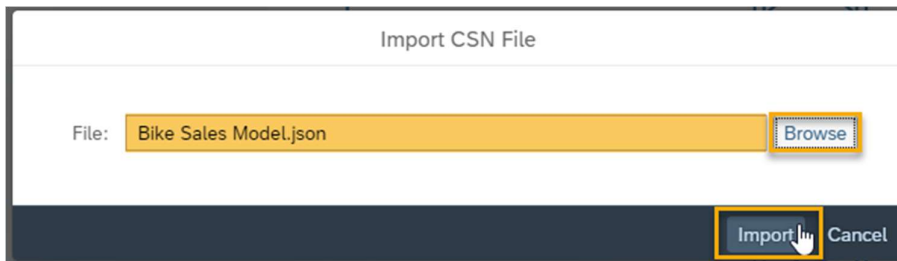 Import CSN File
File: Bike Sales Model.json Browse
Import Cancel